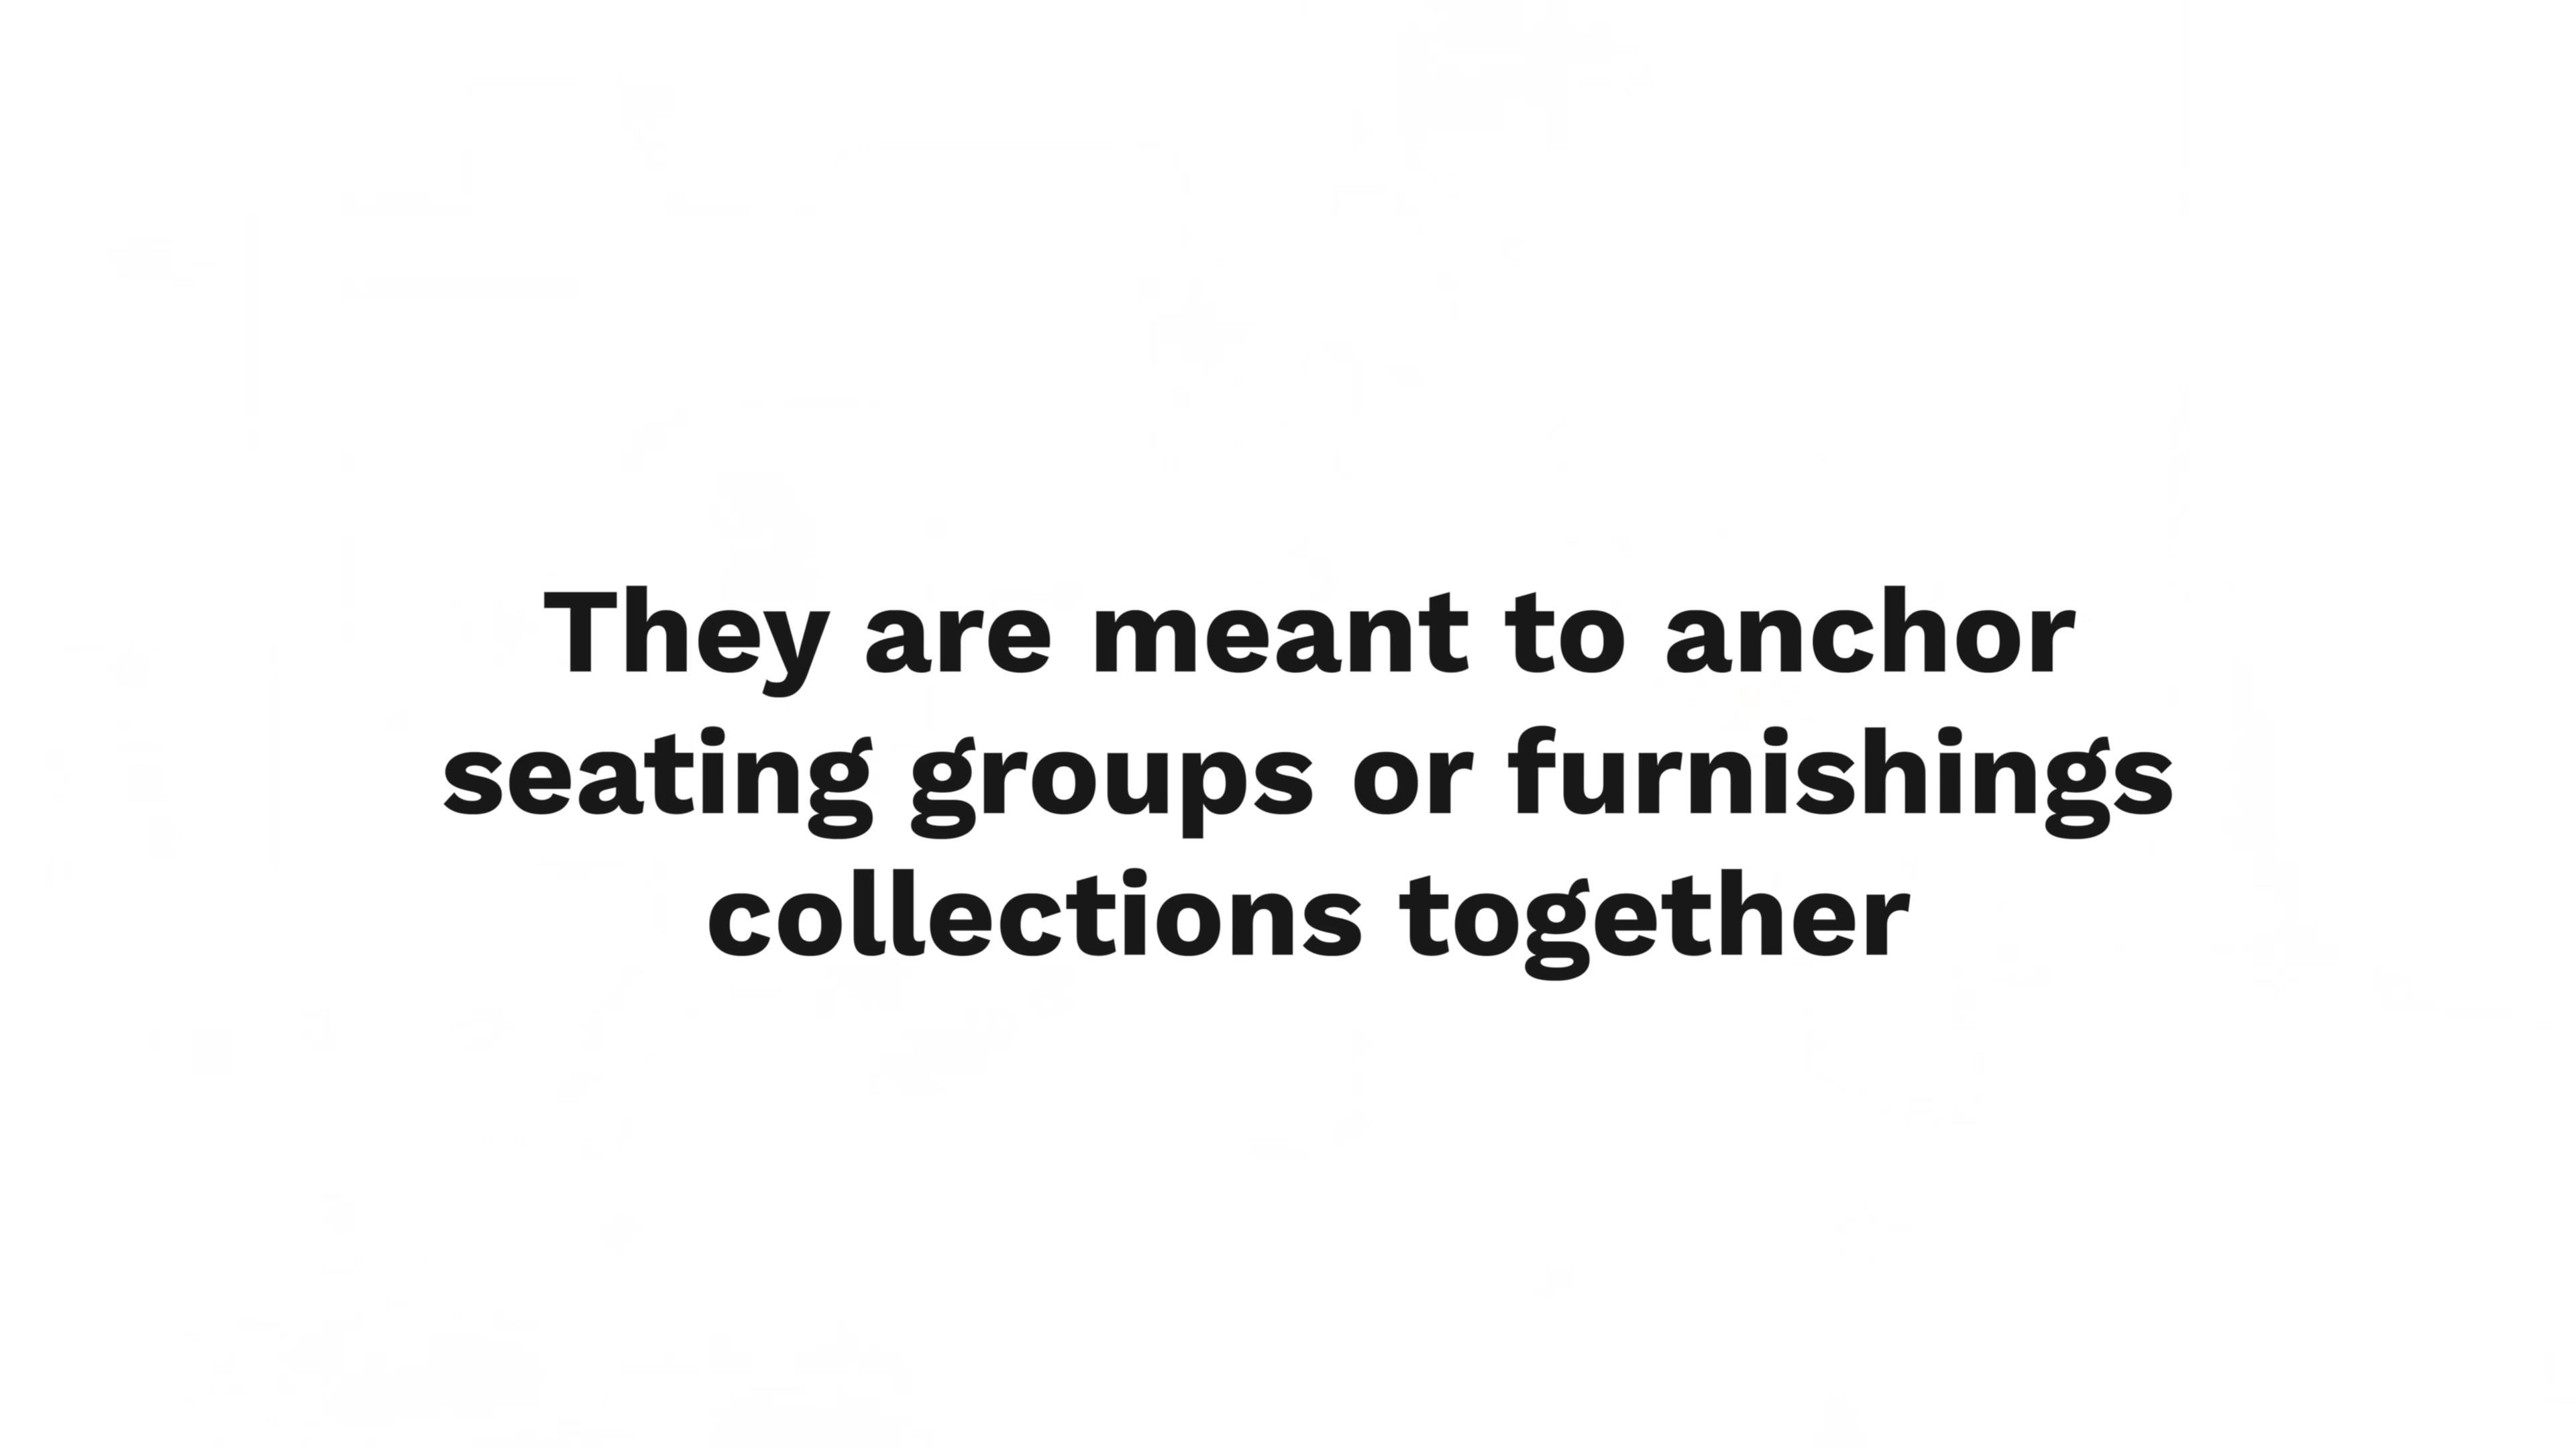 They are meant to anchor
seating groups or furnishings
collections together